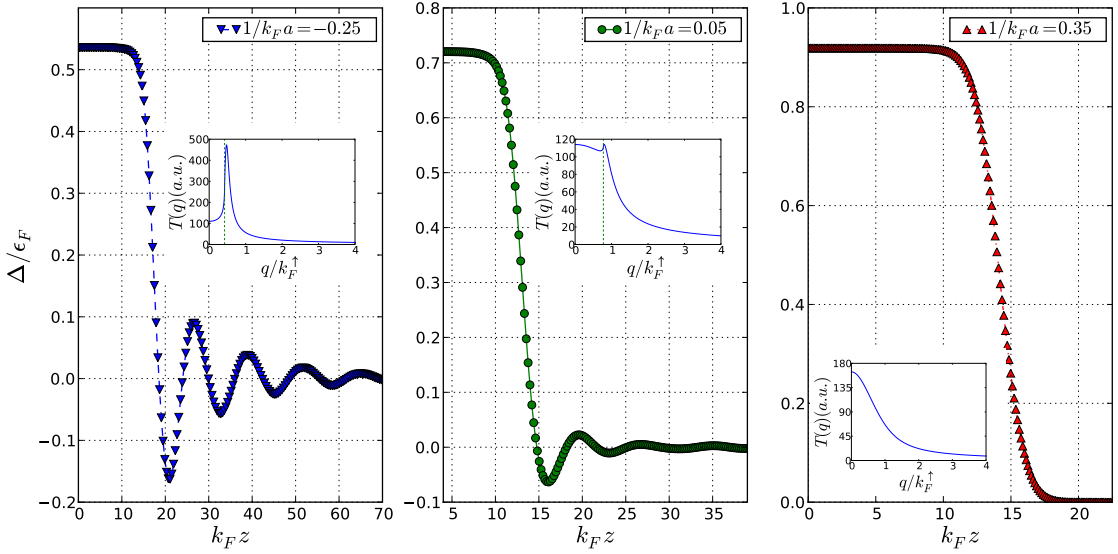 Δ/ϵ_F
1/k_F a = −0.25
0.5
0.4
0.3
0.2
0.1
0.0
−0.1
−0.2
0 10 20 30 40 50 60 70
k_F z
T(q)(a.u.)
500
400
300
200
100
0
0 1 2 3 4
q/k_F^↑
1/k_F a = 0.05
0.8
0.7
0.6
0.5
0.4
0.3
0.2
0.1
0.0
−0.1
5 10 15 20 25 30 35
k_F z
T(q)(a.u.)
120
100
80
60
40
20
0
0 1 2 3 4
q/k_F^↑
1/k_F a = 0.35
1.0
0.8
0.6
0.4
0.2
0.0
0 5 10 15 20
k_F z
T(q)(a.u.)
180
135
90
45
0
0 1 2 3 4
q/k_F^↑